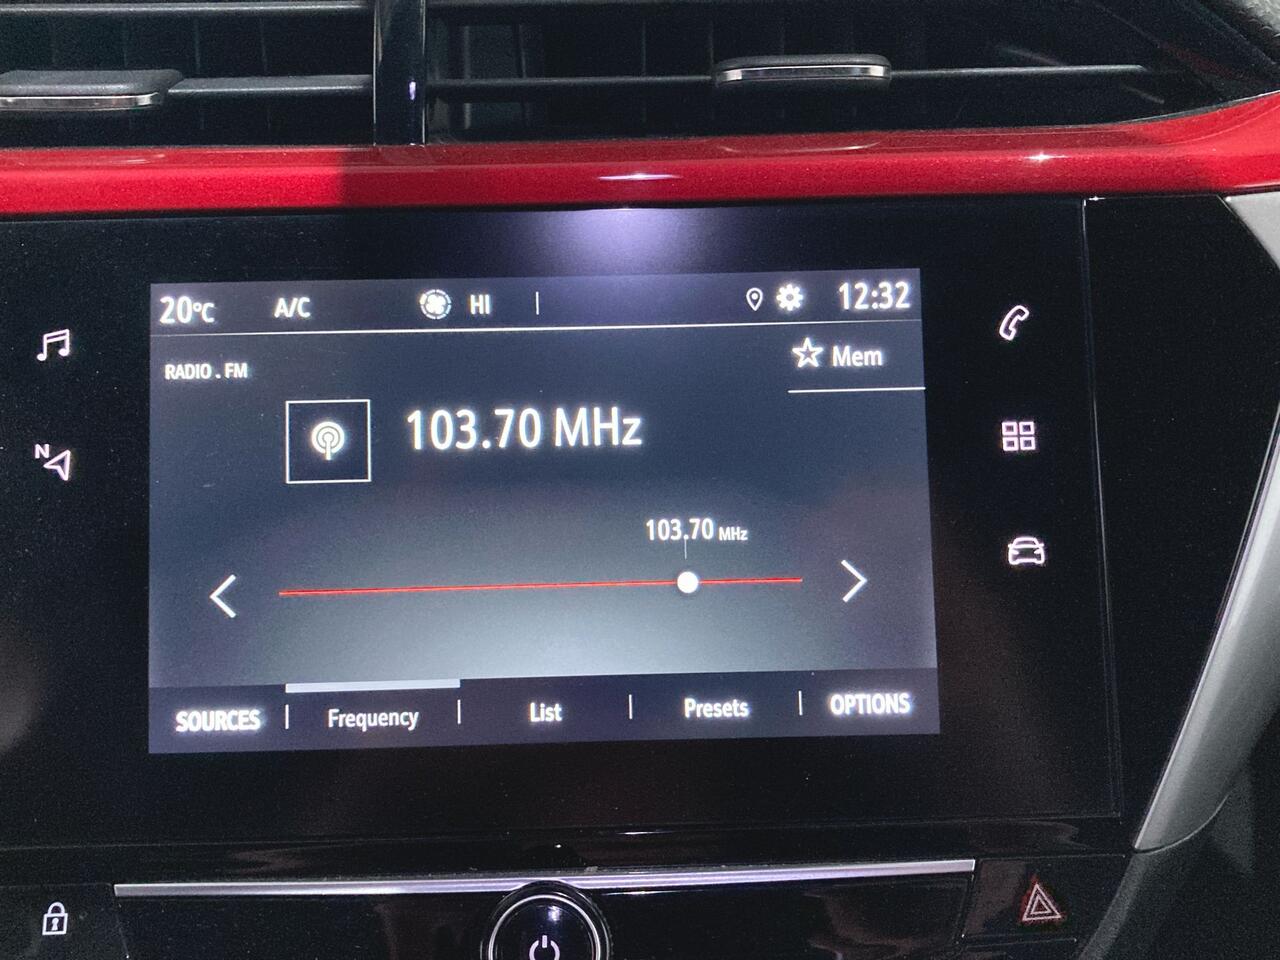 20°C A/C HI 12:32
RADIO . FM
Mem
103.70 MHz
103.70 MHz
N
SOURCES Frequency List Presets OPTIONS